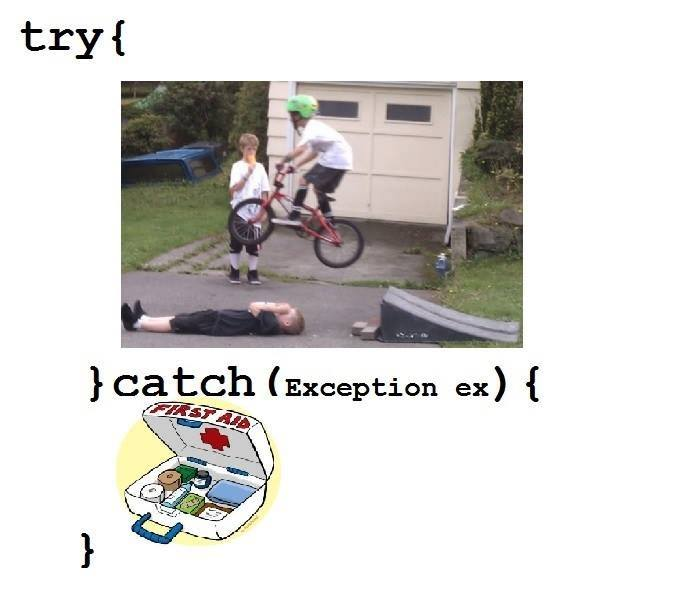 try{
}catch(Exception ex){
FIRST AID
}